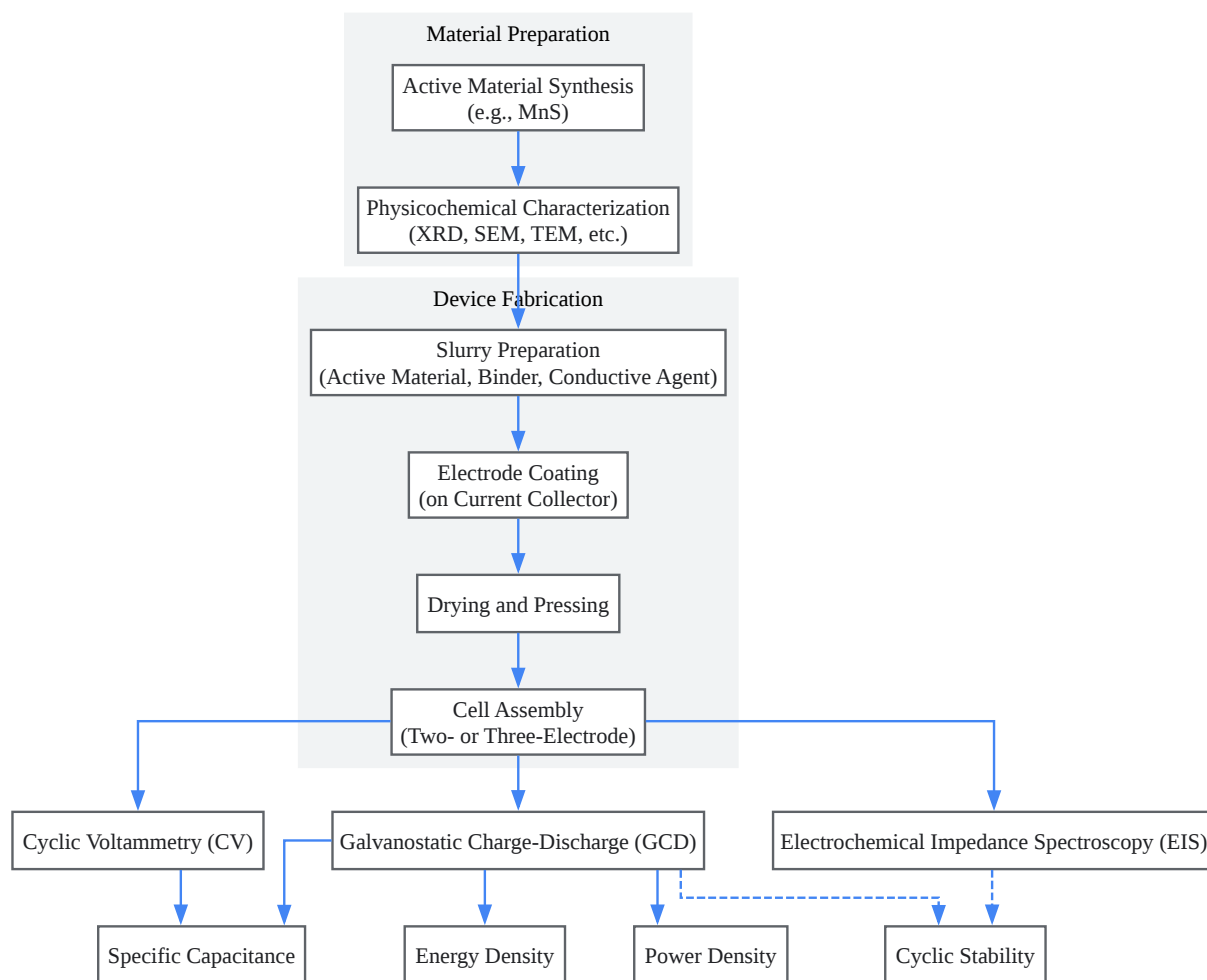 Material Preparation
Active Material Synthesis
(e.g., MnS)
Physicochemical Characterization
(XRD, SEM, TEM, etc.)
Device Fabrication
Slurry Preparation
(Active Material, Binder, Conductive Agent)
Electrode Coating
(on Current Collector)
Drying and Pressing
Cell Assembly
(Two- or Three-Electrode)
Cyclic Voltammetry (CV)
Galvanostatic Charge-Discharge (GCD)
Electrochemical Impedance Spectroscopy (EIS)
Specific Capacitance
Energy Density
Power Density
Cyclic Stability